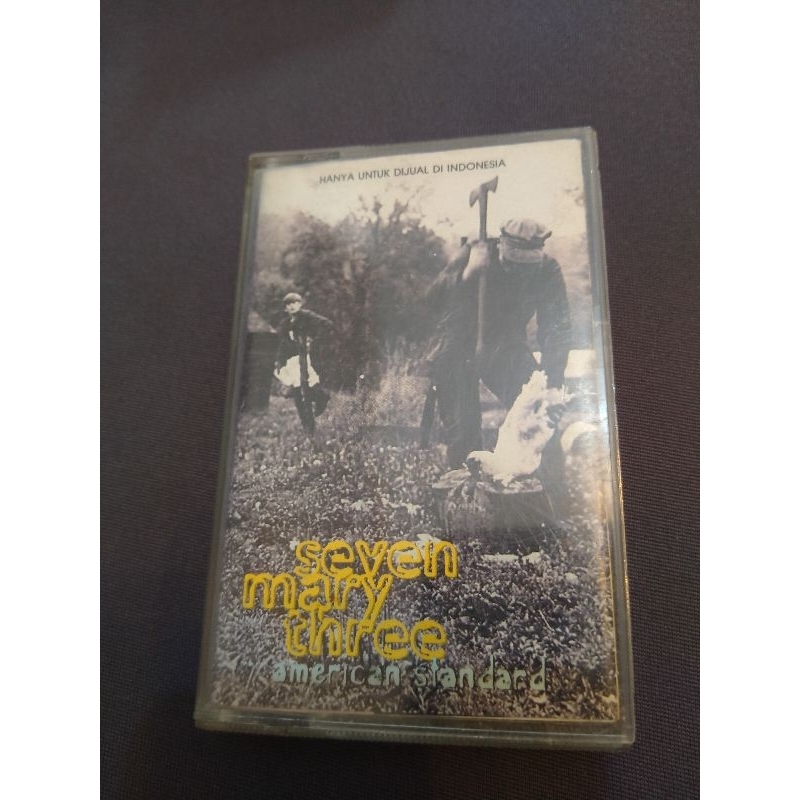 HANYA UNTUK DIJUAL DI INDONESIA
seven
mary
three
american standard